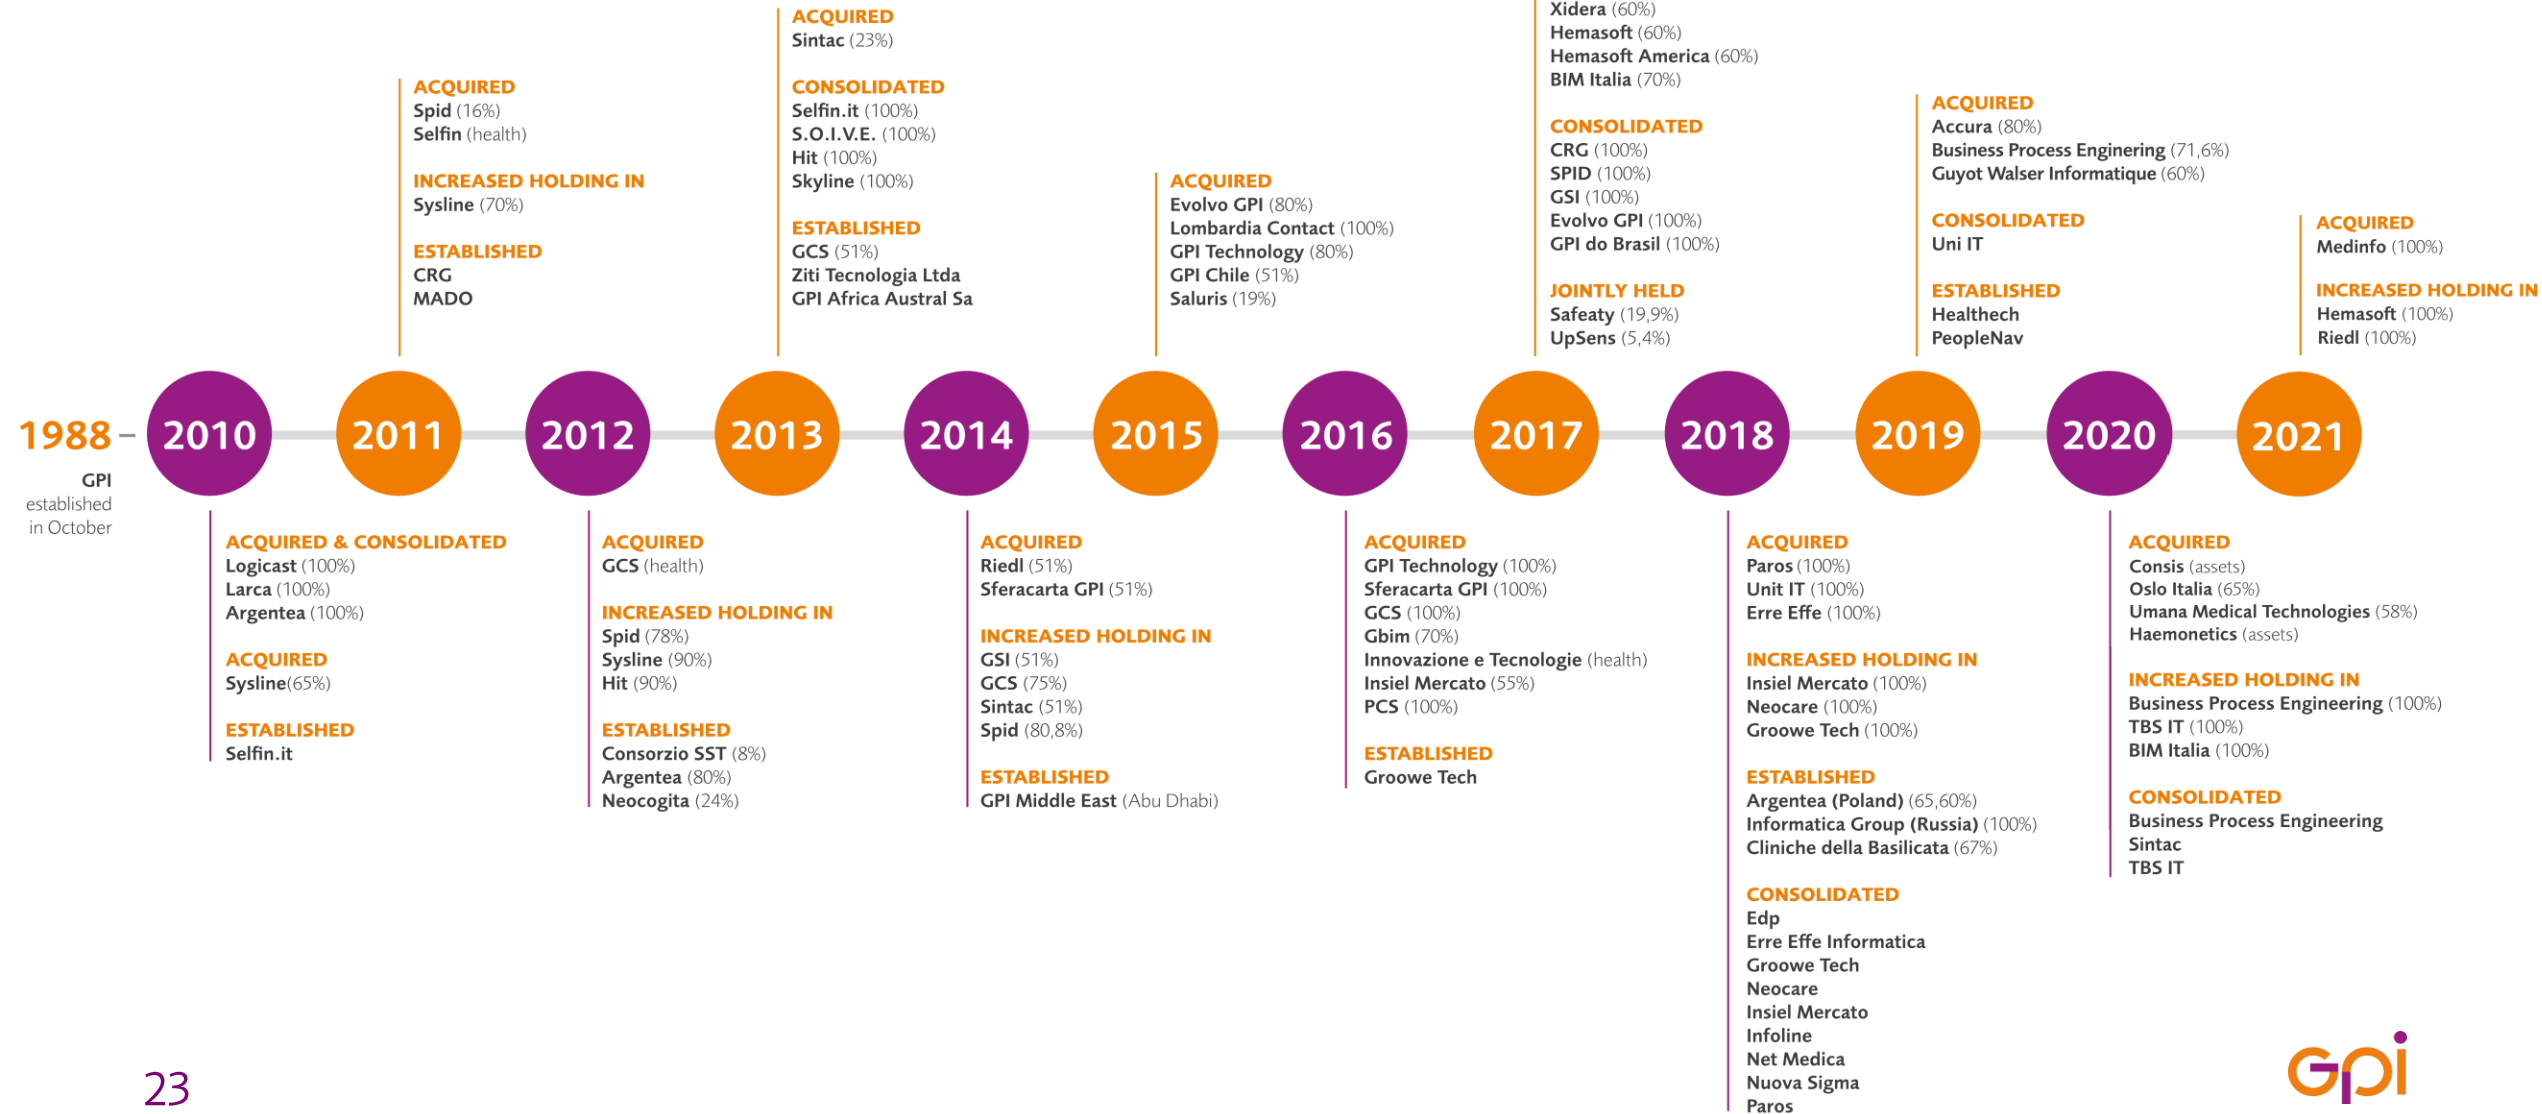 1988
GPI
established
in October
2010
ACQUIRED & CONSOLIDATED
Logicast (100%)
Larca (100%)
Argentea (100%)
ACQUIRED
Sysline(65%)
ESTABLISHED
Selfin.it
2011
ACQUIRED
Spid (16%)
Selfin (health)
INCREASED HOLDING IN
Sysline (70%)
ESTABLISHED
CRG
MADO
2012
ACQUIRED
GCS (health)
INCREASED HOLDING IN
Spid (78%)
Sysline (90%)
Hit (90%)
ESTABLISHED
Consorzio SST (8%)
Argentea (80%)
Neocogita (24%)
2013
ACQUIRED
Sintac (23%)
CONSOLIDATED
Selfin.it (100%)
S.O.I.V.E. (100%)
Hit (100%)
Skyline (100%)
ESTABLISHED
GCS (51%)
Ziti Tecnologia Ltda
GPI Africa Austral Sa
2014
ACQUIRED
Riedl (51%)
Sferacarta GPI (51%)
INCREASED HOLDING IN
GSI (51%)
GCS (75%)
Sintac (51%)
Spid (80,8%)
ESTABLISHED
GPI Middle East (Abu Dhabi)
2015
ACQUIRED
Evolvo GPI (80%)
Lombardia Contact (100%)
GPI Technology (80%)
GPI Chile (51%)
Saluris (19%)
2016
ACQUIRED
GPI Technology (100%)
Sferacarta GPI (100%)
GCS (100%)
Gbim (70%)
Innovazione e Tecnologie (health)
Insiel Mercato (55%)
PCS (100%)
ESTABLISHED
Groowe Tech
2017
Xidera (60%)
Hemasoft (60%)
Hemasoft America (60%)
BIM Italia (70%)
CONSOLIDATED
CRG (100%)
SPID (100%)
GSI (100%)
Evolvo GPI (100%)
GPI do Brasil (100%)
JOINTLY HELD
Safeaty (19,9%)
UpSens (5,4%)
2018
ACQUIRED
Paros (100%)
Unit IT (100%)
Erre Effe (100%)
INCREASED HOLDING IN
Insiel Mercato (100%)
Neocare (100%)
Groowe Tech (100%)
ESTABLISHED
Argentea (Poland) (65,60%)
Informatica Group (Russia) (100%)
Cliniche della Basilicata (67%)
CONSOLIDATED
Edp
Erre Effe Informatica
Groowe Tech
Neocare
Insiel Mercato
Infoline
Net Medica
Nuova Sigma
Paros
2019
ACQUIRED
Accura (80%)
Business Process Enginering (71,6%)
Guyot Walser Informatique (60%)
CONSOLIDATED
Uni IT
ESTABLISHED
Healthech
PeopleNav
2020
ACQUIRED
Consis (assets)
Oslo Italia (65%)
Umana Medical Technologies (58%)
Haemonetics (assets)
INCREASED HOLDING IN
Business Process Engineering (100%)
TBS IT (100%)
BIM Italia (100%)
CONSOLIDATED
Business Process Engineering
Sintac
TBS IT
2021
ACQUIRED
Medinfo (100%)
INCREASED HOLDING IN
Hemasoft (100%)
Riedl (100%)
23
Gpi